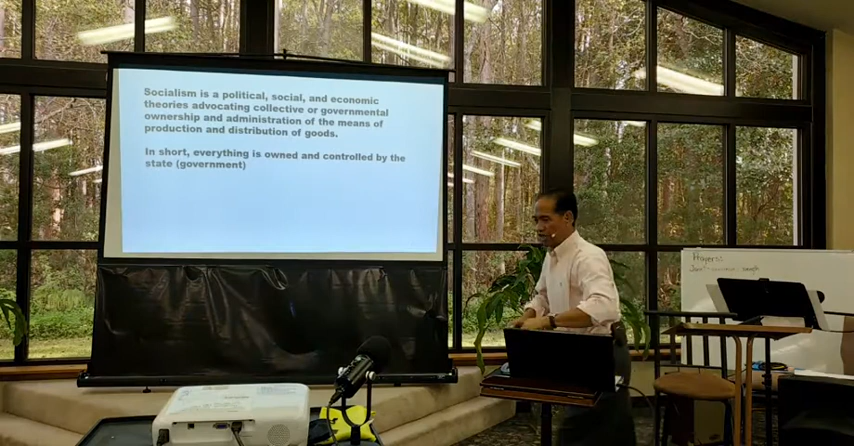 Socialism is a political, social, and economic
theories advocating collective or governmental
ownership and administration of the means of
production and distribution of goods.
In short, everything is owned and controlled by the
state (government)
Prayers: